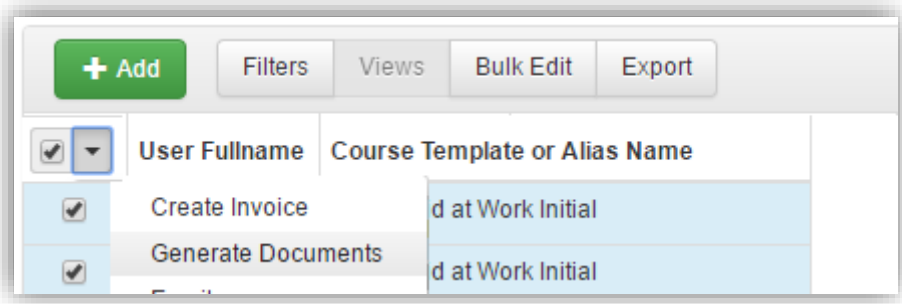 + Add Filters Views Bulk Edit Export
User Fullname Course Template or Alias Name
Create Invoice d at Work Initial
Generate Documents d at Work Initial